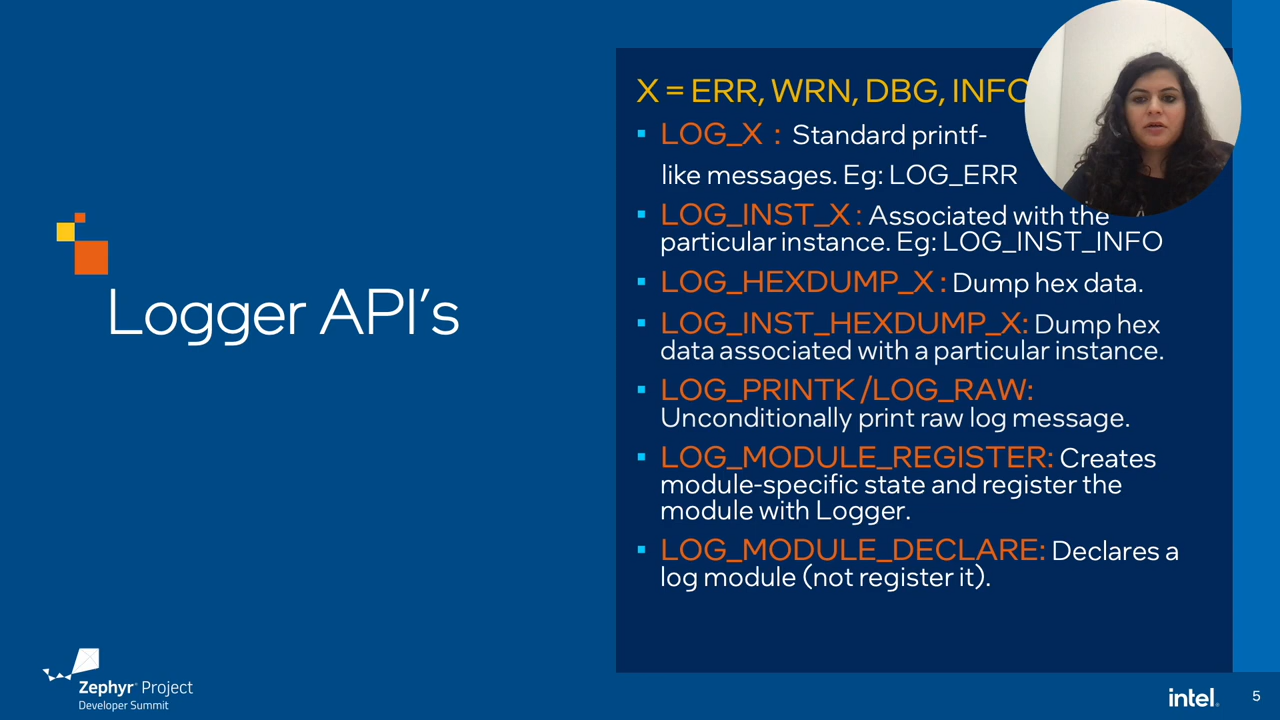 Logger API's
X = ERR, WRN, DBG, INFO
LOG_X : Standard printf-
like messages. Eg: LOG_ERR
LOG_INST_X : Associated with the
particular instance. Eg: LOG_INST_INFO
LOG_HEXDUMP_X : Dump hex data.
LOG_INST_HEXDUMP_X: Dump hex
data associated with a particular instance.
LOG_PRINTK /LOG_RAW:
Unconditionally print raw log message.
LOG_MODULE_REGISTER: Creates
module-specific state and register the
module with Logger.
LOG_MODULE_DECLARE: Declares a
log module (not register it).
Zephyr™ Project
Developer Summit
intel.
5